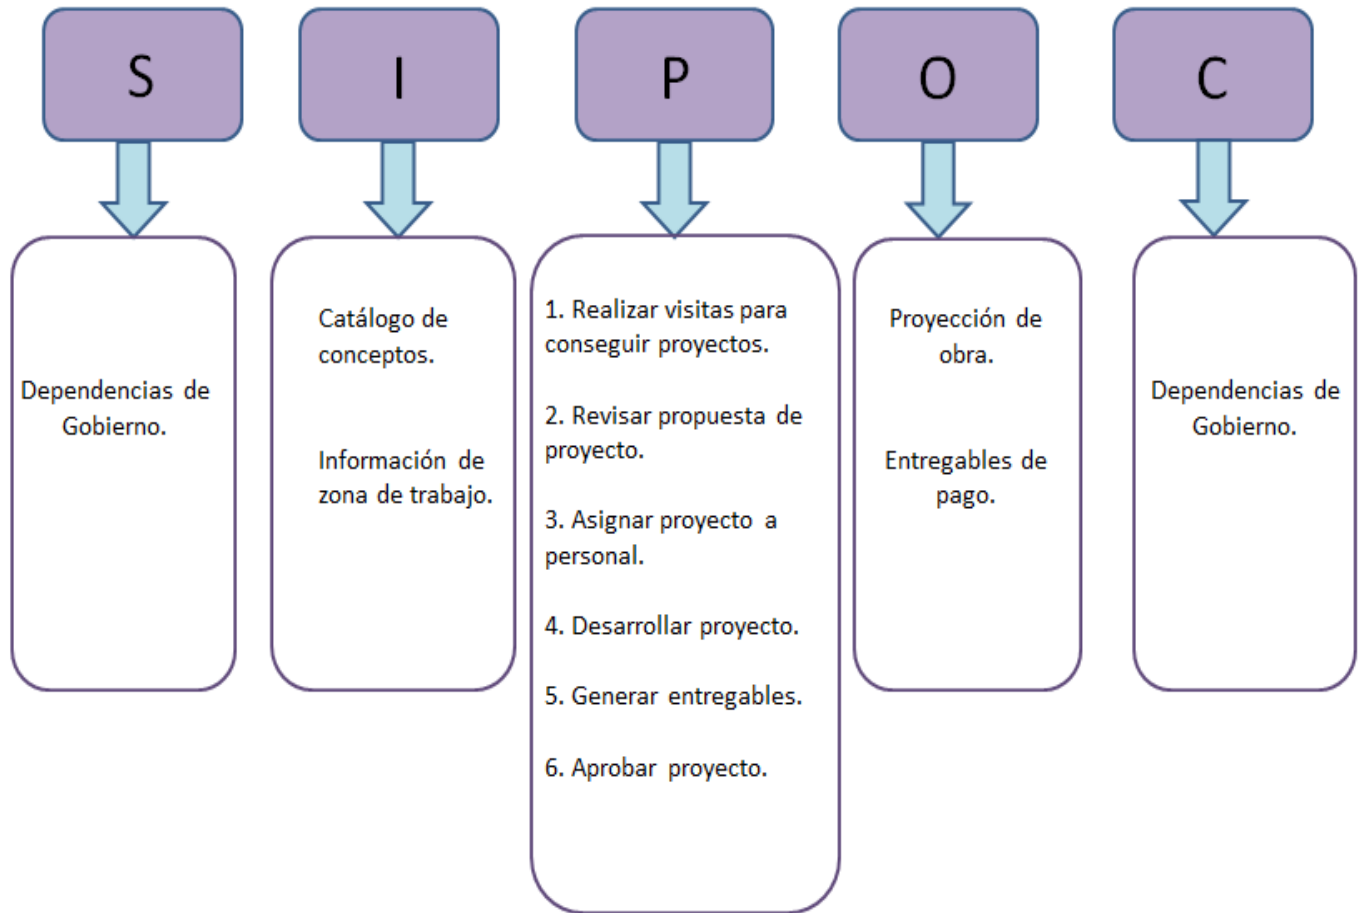 S
I
P
O
C
Dependencias de
Gobierno.
Catálogo de
conceptos.
Información de
zona de trabajo.
1. Realizar visitas para
conseguir proyectos.
2. Revisar propuesta de
proyecto.
3. Asignar proyecto a
personal.
4. Desarrollar proyecto.
5. Generar entregables.
6. Aprobar proyecto.
Proyección de
obra.
Entregables de
pago.
Dependencias de
Gobierno.